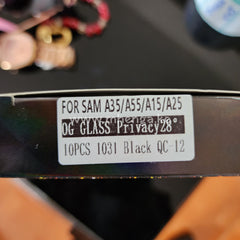 FOR SAM A35/A55/A15/A25
OG GLASS Privacy28°
10PCS 1031 Black QC-12